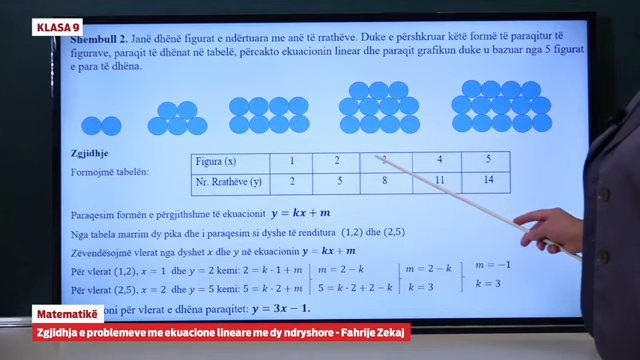 KLASA 9
Shembull 2. Janë dhënë figurat e ndërtuara me anë të rrathëve. Duke e përshkruar këtë formë të paraqitur të
figurave, paraqit të dhënat në tabelë, përcakto ekuacionin linear dhe paraqit grafikun duke u bazuar nga 5 figurat
e para të dhëna.
Zgjidhje
Formojmë tabelën:
Figura (x) 1 2 3 4 5
Nr. Rrathëve (y) 2 5 8 11 14
Paraqesim formën e përgjithshme të ekuacionit y = kx + m
Nga tabela marrim dy pika dhe i paraqesim si dyshe të renditura (1,2) dhe (2,5)
Zëvendësojmë vlerat nga dyshet x dhe y në ekuacionin y = kx + m
Për vlerat (1,2), x = 1 dhe y = 2 kemi: 2 = k · 1 + m | m = 2 − k | m = 2 − k | m = −1
Për vlerat (2,5), x = 2 dhe y = 5 kemi: 5 = k · 2 + m | 5 = k · 2 + 2 − k | k = 3 | k = 3
për vlerat e dhëna paraqitet: y = 3x − 1.
Matematikë
Zgjidhja e problemeve me ekuacione lineare me dy ndryshore - Fahrije Zekaj